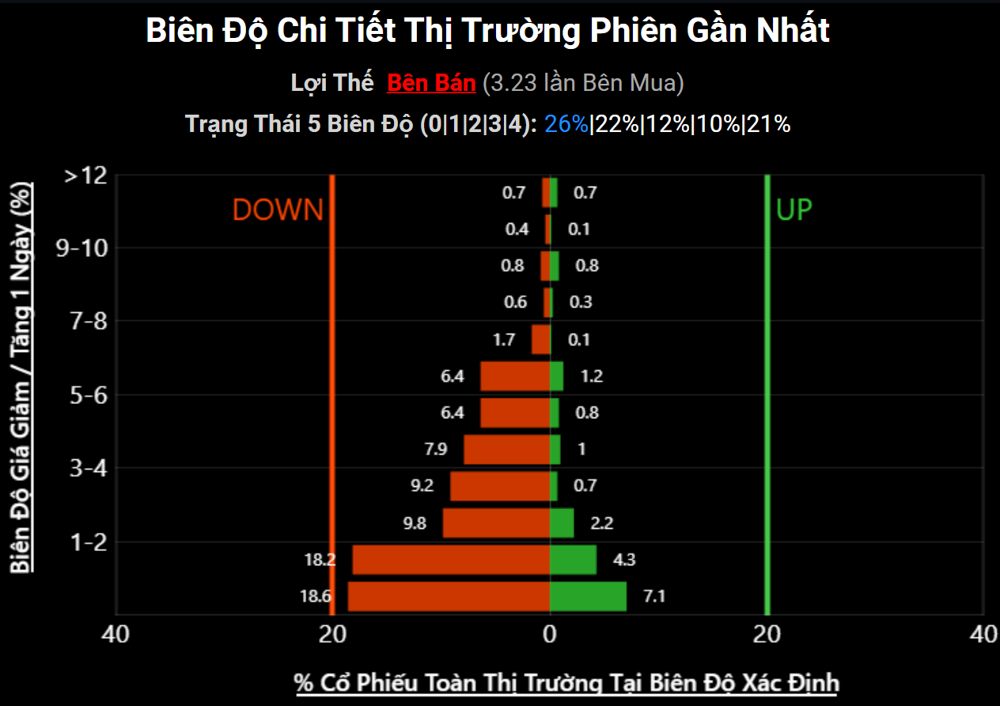 Biên Độ Chi Tiết Thị Trường Phiên Gần Nhất
Lợi Thế Bên Bán (3.23 lần Bên Mua)
Trạng Thái 5 Biên Độ (0|1|2|3|4): 26%|22%|12%|10%|21%
Biên Độ Giá Giảm / Tăng 1 Ngày (%)
>12
DOWN
UP
0.7 0.7
0.4 0.1
9-10
0.8 0.8
0.6 0.3
7-8
1.7 0.1
6.4 1.2
5-6
6.4 0.8
7.9 1
3-4
9.2 0.7
9.8 2.2
1-2
18.2 4.3
18.6 7.1
40 20 0 20 40
% Cổ Phiếu Toàn Thị Trường Tại Biên Độ Xác Định